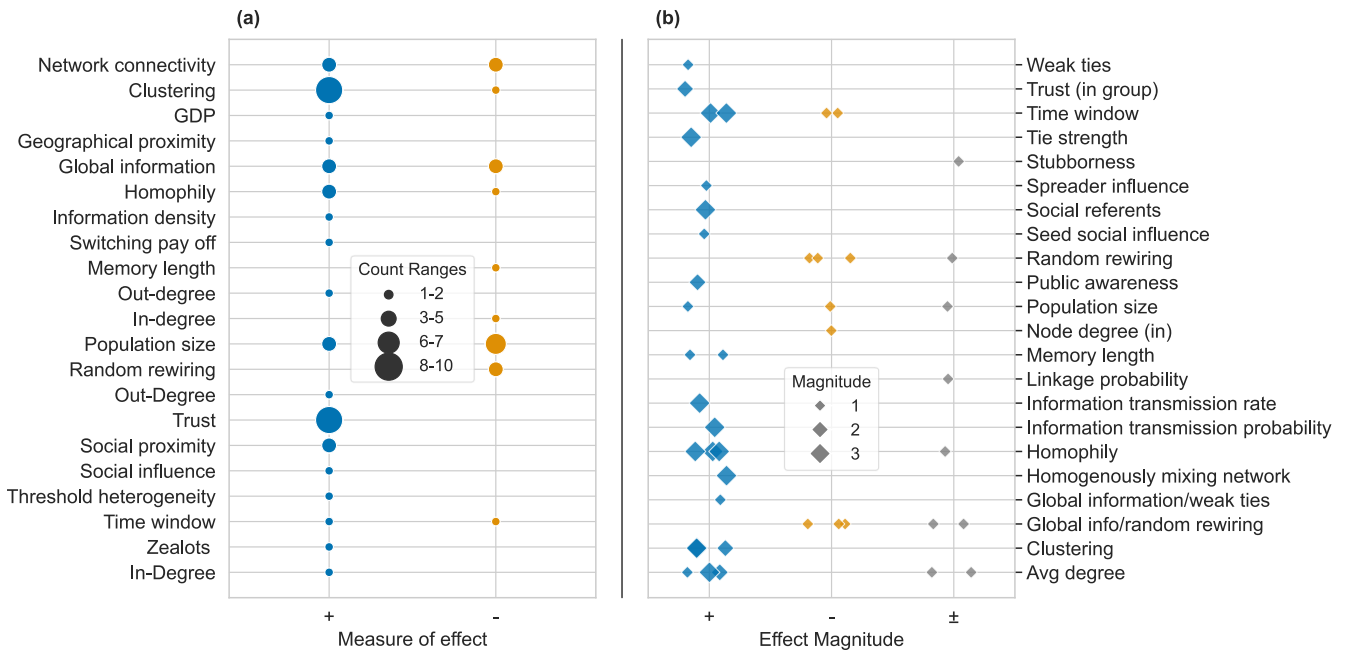 (a)
Network connectivity
Clustering
GDP
Geographical proximity
Global information
Homophily
Information density
Switching pay off
Memory length
Out-degree
In-degree
Population size
Random rewiring
Out-Degree
Trust
Social proximity
Social influence
Threshold heterogeneity
Time window
Zealots
In-Degree
Count Ranges
1-2
3-5
6-7
8-10
+
-
Measure of effect
(b)
Weak ties
Trust (in group)
Time window
Tie strength
Stuborness
Spreader influence
Social referents
Seed social influence
Random rewiring
Public awareness
Population size
Node degree (in)
Memory length
Linkage probability
Information transmission rate
Information transmission probability
Homophily
Homogenously mixing network
Global information/weak ties
Global info/random rewiring
Clustering
Avg degree
Magnitude
1
2
3
+
-
±
Effect Magnitude